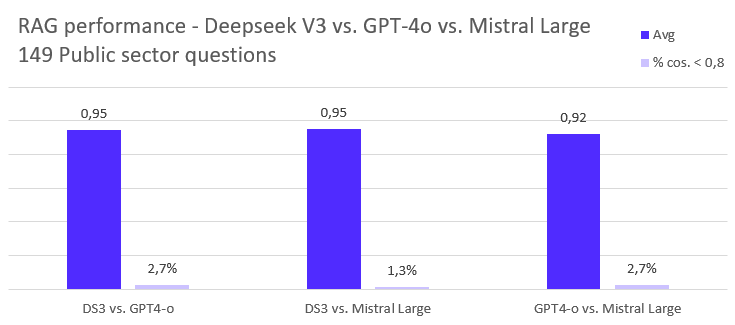 RAG performance - Deepseek V3 vs. GPT-4o vs. Mistral Large
149 Public sector questions
Avg
% cos. < 0,8
0,95
2,7%
0,95
1,3%
0,92
2,7%
DS3 vs. GPT4-o
DS3 vs. Mistral Large
GPT4-o vs. Mistral Large